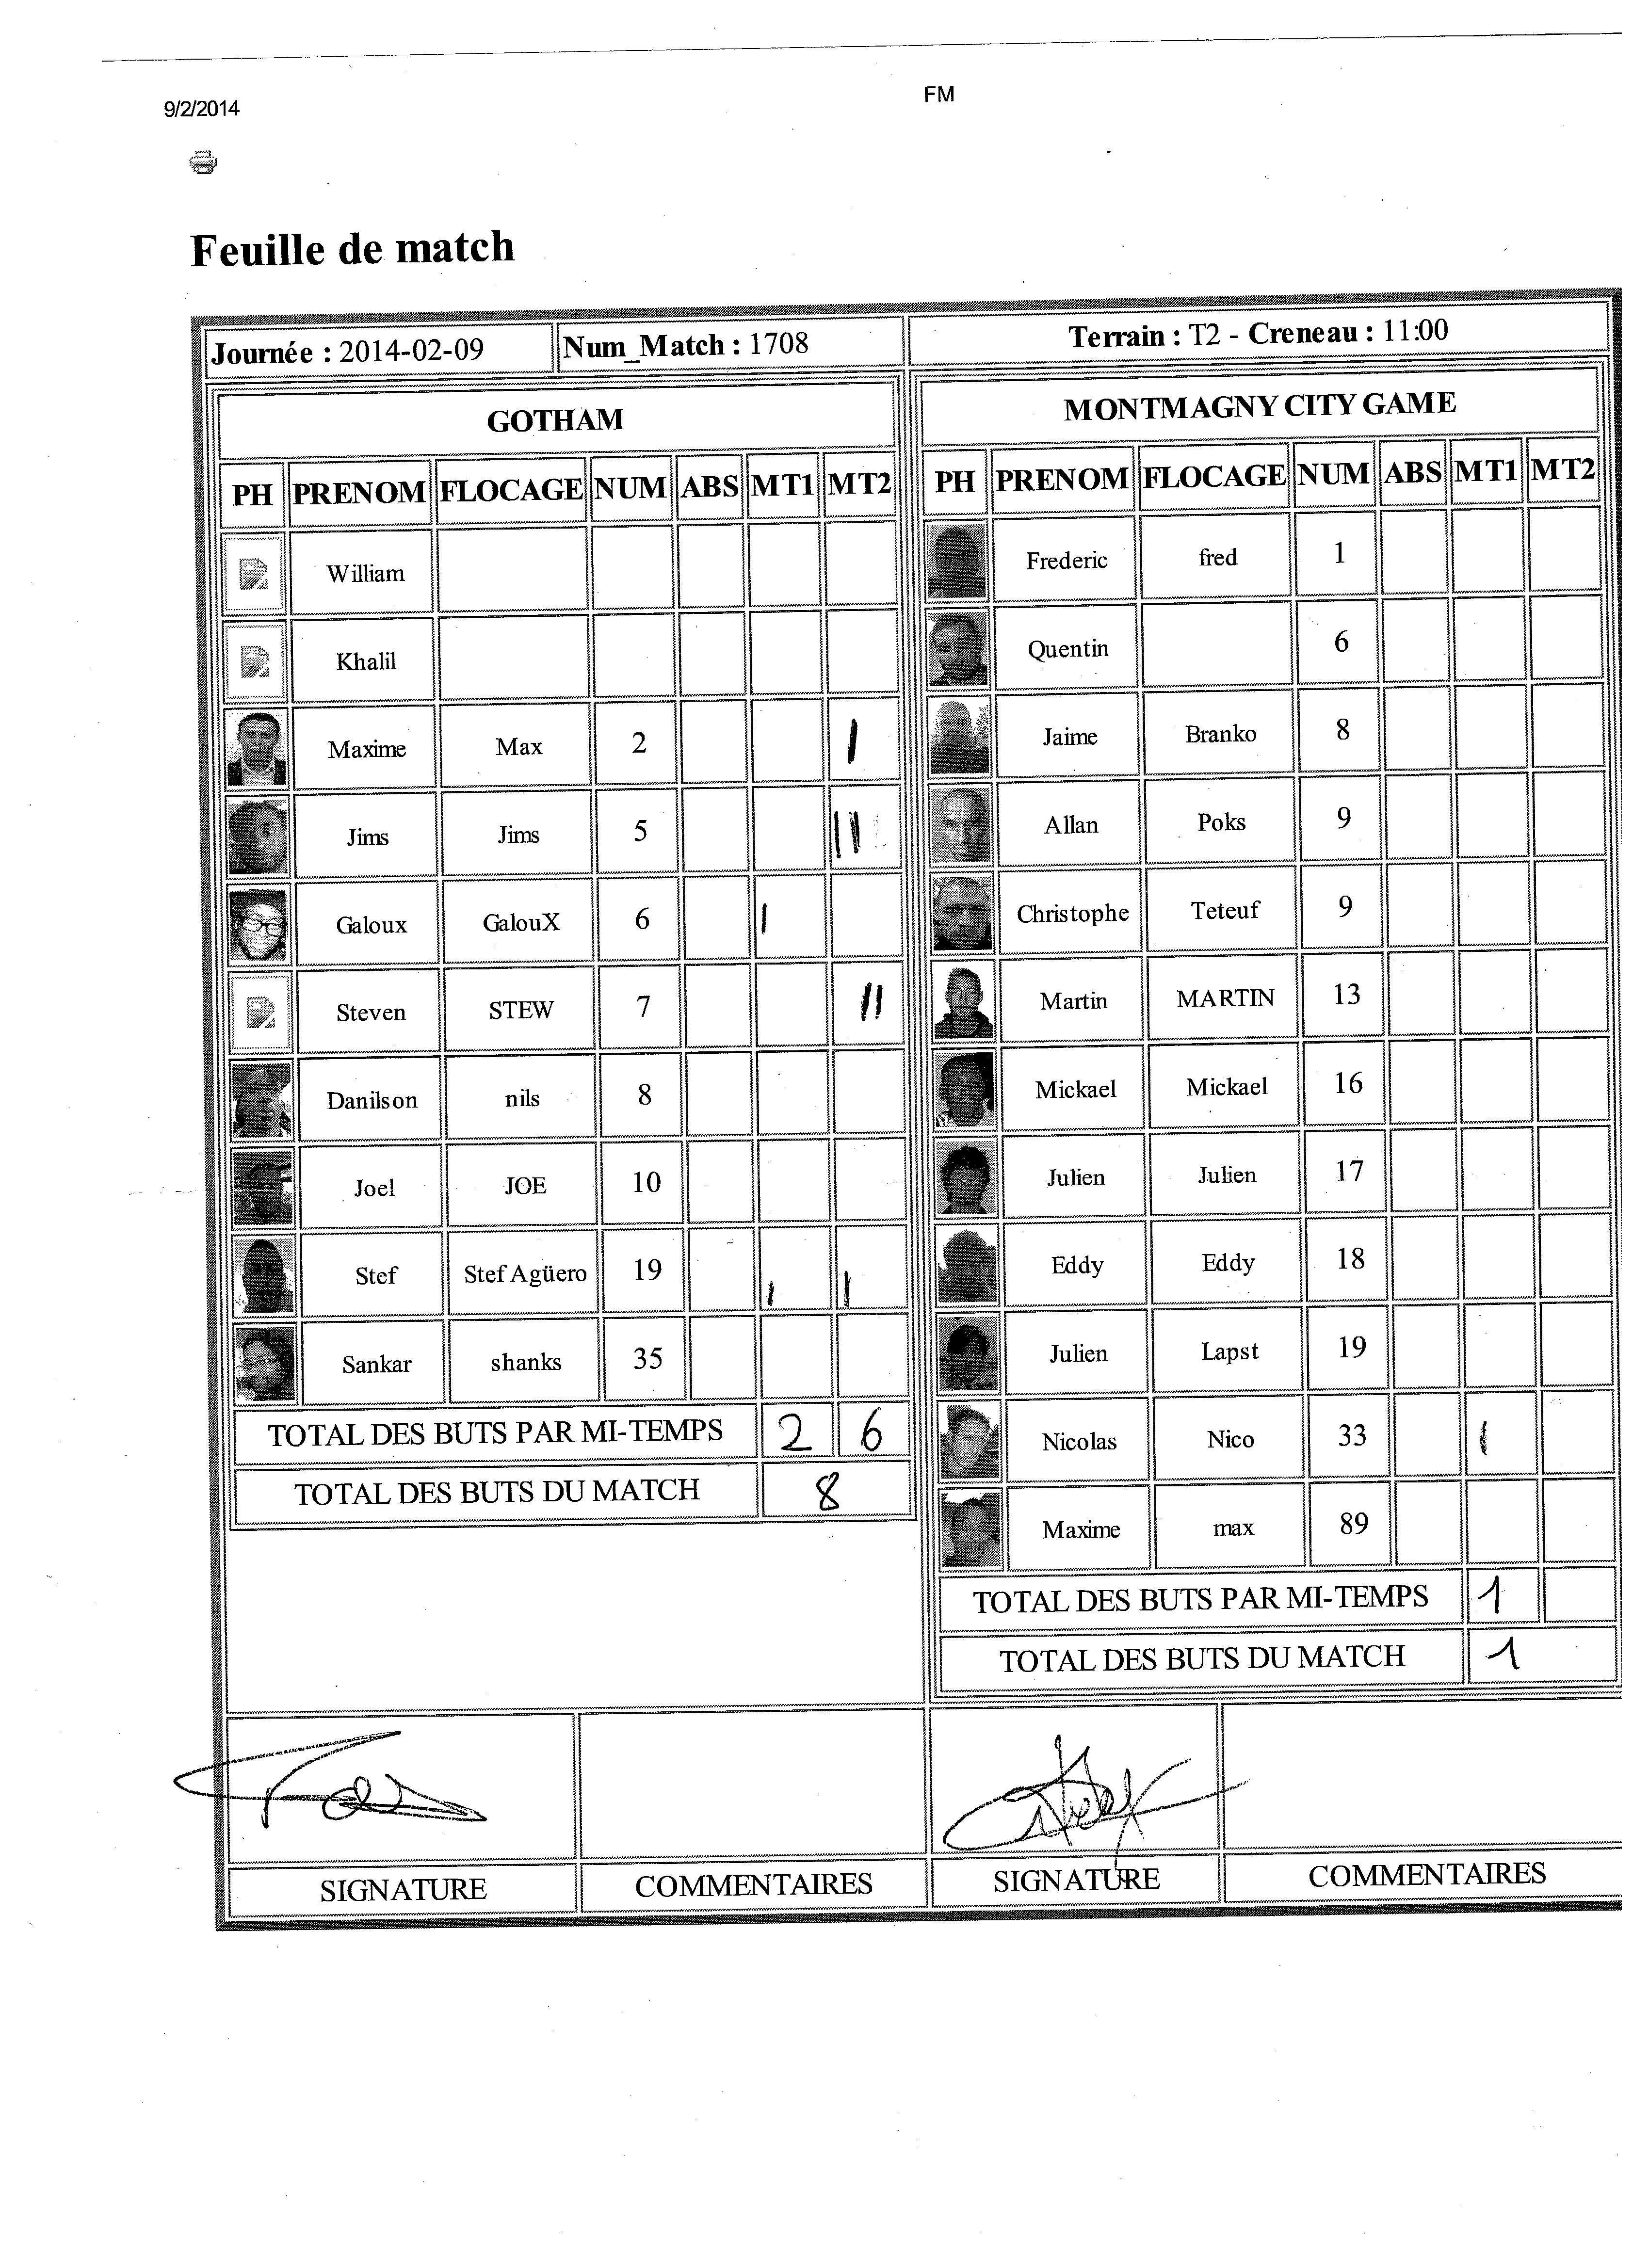 9/2/2014 FM
Feuille de match
Journée : 2014-02-09 Num_Match : 1708 Terrain : T2 - Creneau : 11:00
GOTHAM
PH PRENOM FLOCAGE NUM ABS MT1 MT2
William
Khalil
Maxime Max 2 I
Jims Jims 5 II
Galoux GalouX 6 I
Steven STEW 7 II
Danilson nils 8
Joel JOE 10
Stef Stef Agüero 19 I I
Sankar shanks 35
TOTAL DES BUTS PAR MI-TEMPS 2 6
TOTAL DES BUTS DU MATCH 8
MONTMAGNY CITY GAME
PH PRENOM FLOCAGE NUM ABS MT1 MT2
Frederic fred 1
Quentin 6
Jaime Branko 8
Allan Poks 9
Christophe Teteuf 9
Martin MARTIN 13
Mickael Mickael 16
Julien Julien 17
Eddy Eddy 18
Julien Lapst 19
Nicolas Nico 33 I
Maxime max 89
TOTAL DES BUTS PAR MI-TEMPS 1
TOTAL DES BUTS DU MATCH 1
SIGNATURE COMMENTAIRES SIGNATURE COMMENTAIRES